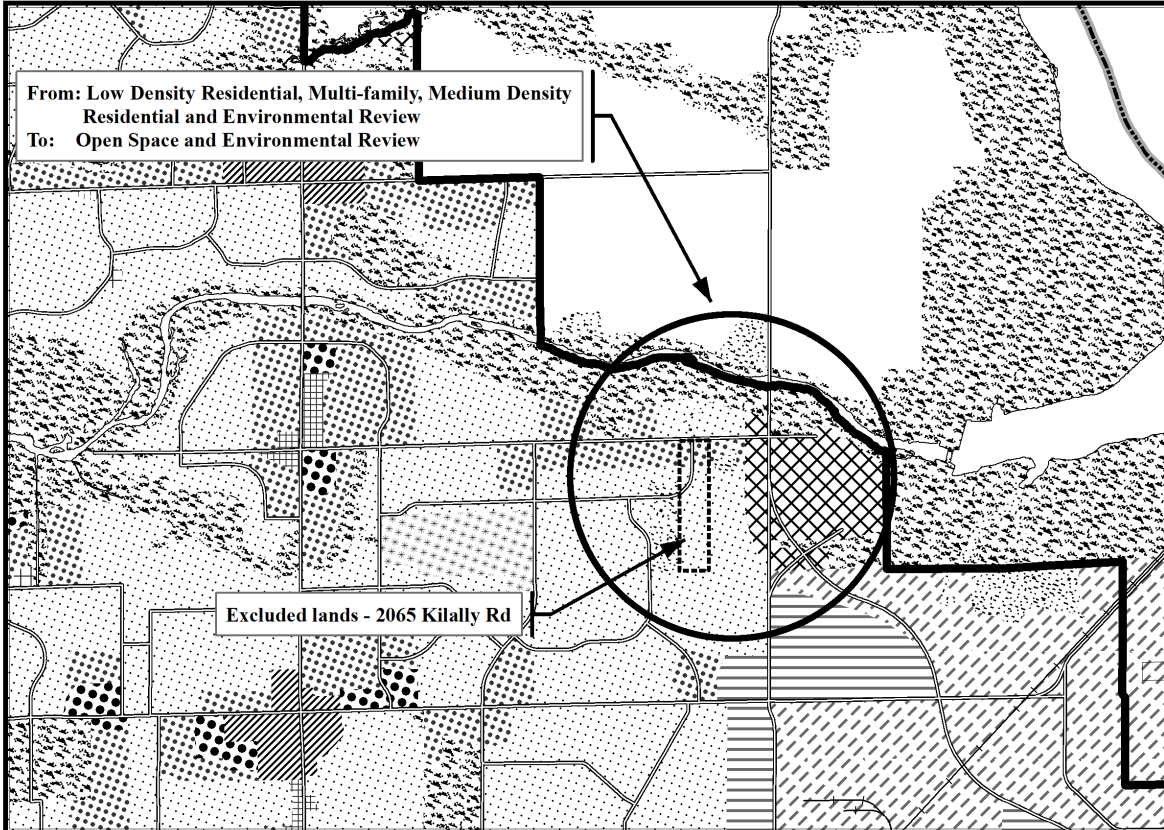 From: Low Density Residential, Multi-family, Medium Density
Residential and Environmental Review
To: Open Space and Environmental Review
Excluded lands - 2065 Kilally Rd